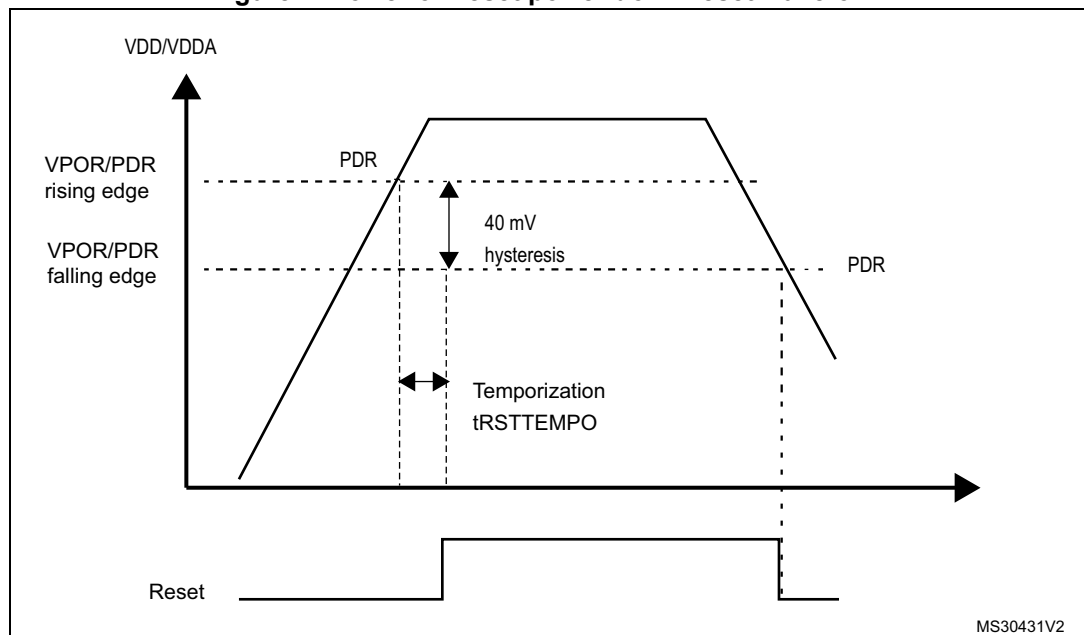 VDD/VDDA
VPOR/PDR
rising edge
PDR
40 mV
hysteresis
VPOR/PDR
falling edge
PDR
Temporization
tRSTTEMPO
Reset
MS30431V2